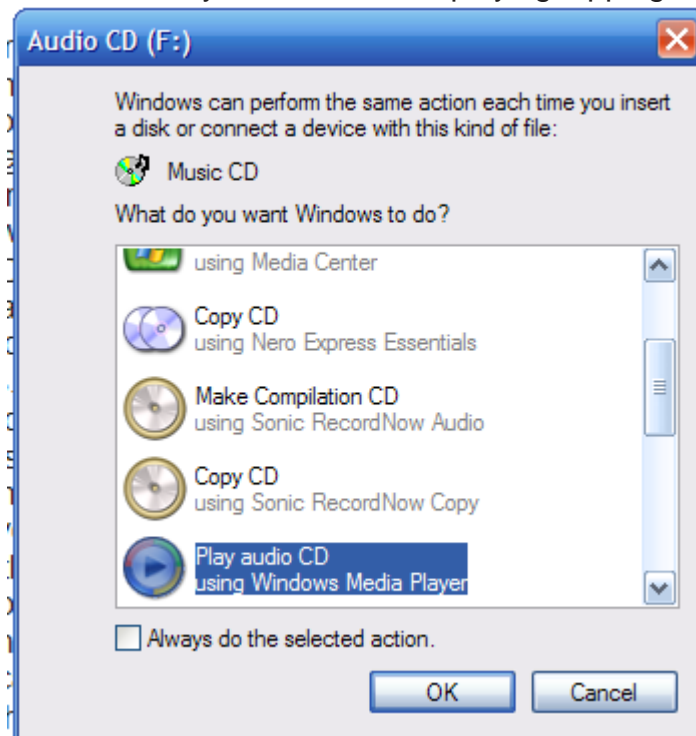 Audio CD (F:)
Windows can perform the same action each time you insert
a disk or connect a device with this kind of file:
Music CD
What do you want Windows to do?
using Media Center
Copy CD
using Nero Express Essentials
Make Compilation CD
using Sonic RecordNow Audio
Copy CD
using Sonic RecordNow Copy
Play audio CD
using Windows Media Player
Always do the selected action.
OK
Cancel